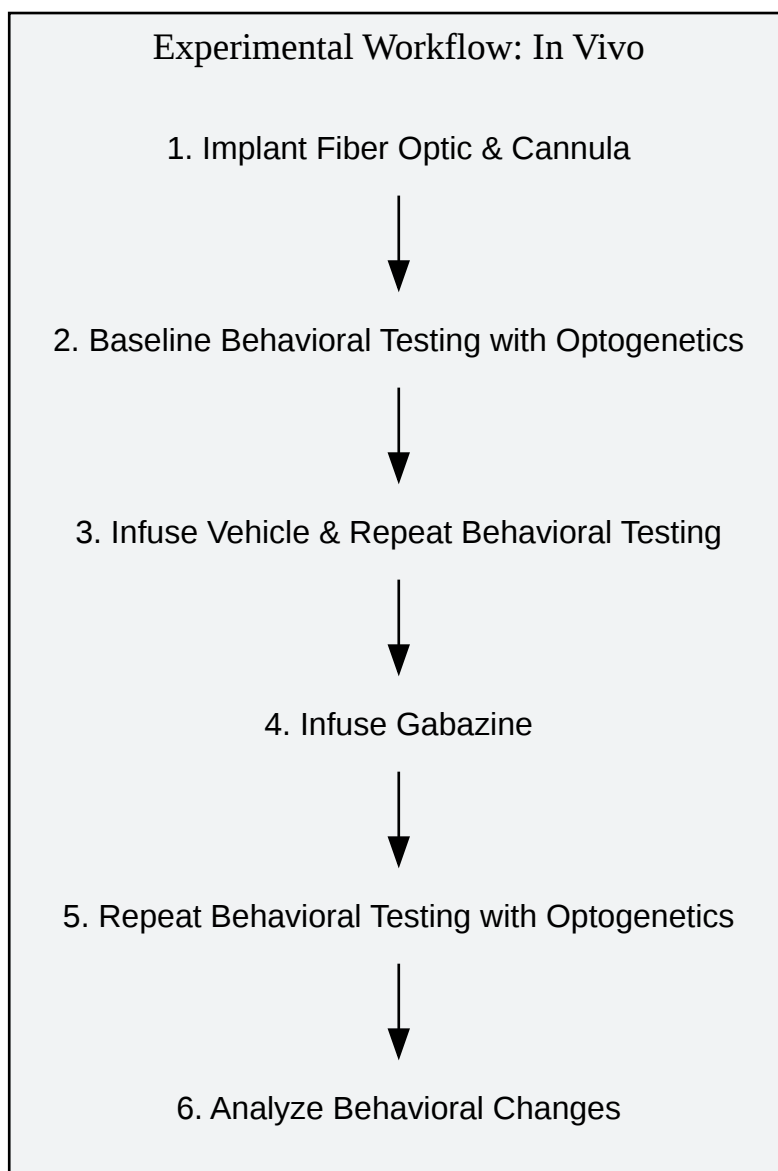 Experimental Workflow: In Vivo
1. Implant Fiber Optic & Cannula
2. Baseline Behavioral Testing with Optogenetics
3. Infuse Vehicle & Repeat Behavioral Testing
4. Infuse Gabazine
5. Repeat Behavioral Testing with Optogenetics
6. Analyze Behavioral Changes